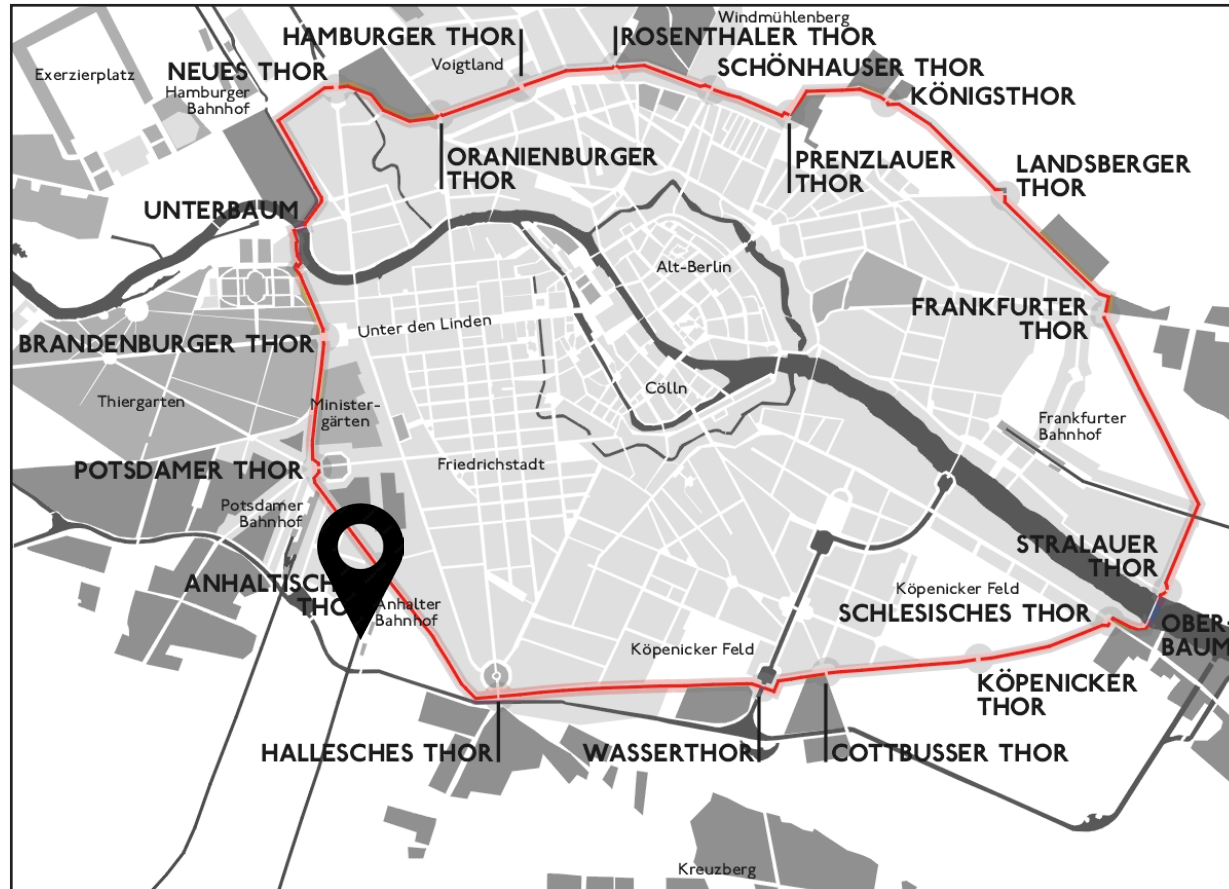 Windmühlenberg
HAMBURGER THOR
ROSENTHALER THOR
Exerzierplatz
NEUES THOR
Voigtland
SCHÖNHAUSER THOR
Hamburger
Bahnhof
KÖNIGSTHOR
ORANIENBURGER
THOR
PRENZLAUER
THOR
LANDSBERGER
THOR
UNTERBAUM
Alt-Berlin
FRANKFURTER
THOR
Unter den Linden
BRANDENBURGER THOR
Cölln
Thiergarten
Minister-
gärten
Frankfurter
Bahnhof
POTSDAMER THOR
Friedrichstadt
Potsdamer
Bahnhof
STRALAUER
THOR
Köpenicker Feld
SCHLESISCHES THOR
Anhalter
Bahnhof
OBER-
BAUM
Köpenicker Feld
KÖPENICKER
THOR
HALLESCHES THOR
WASSERTHOR
COTTBUSSER THOR
Kreuzberg